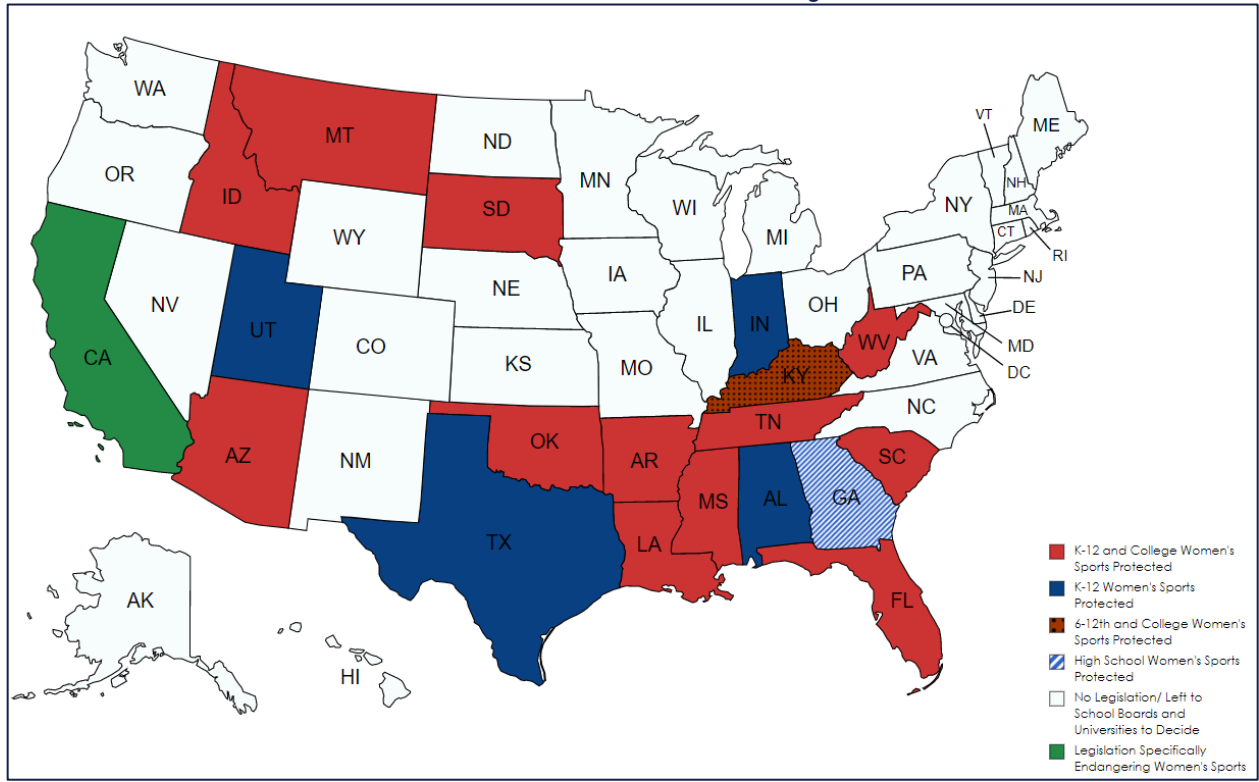 WA
MT
ND
MN
OR
ID
SD
WI
MI
NY
VT
ME
NH
MA
CT
RI
WY
IA
PA
NJ
NE
NV
UT
CO
IL
IN
OH
DE
WV
MD
DC
VA
CA
KS
MO
KY
NC
AZ
NM
OK
AR
TN
SC
TX
LA
MS
AL
GA
FL
AK
HI
K-12 and College Women's
Sports Protected
K-12 Women's Sports
Protected
6-12th and College Women's
Sports Protected
High School Women's Sports
Protected
No Legislation/ Left to
School Boards and
Universities to Decide
Legislation Specifically
Endangering Women's Sports